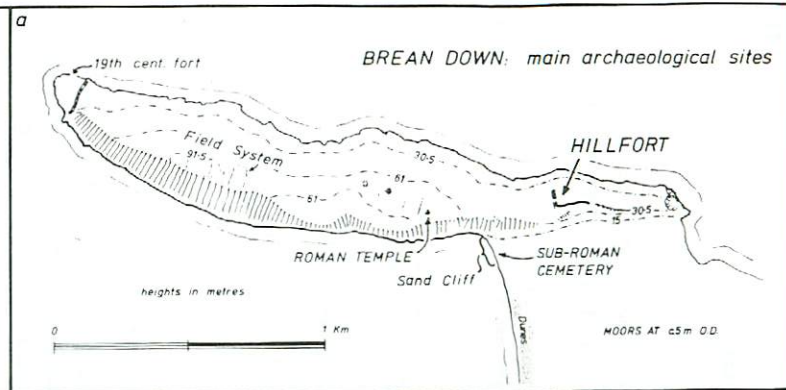 a
19th cent. fort
BREAN DOWN: main archaeological sites
Field System
91·5
30·5
HILLFORT
61
61
30·5
15
ROMAN TEMPLE
SUB-ROMAN
CEMETERY
Sand Cliff
heights in metres
Dunes
0
1 Km
MOORS AT c.5m O.D.